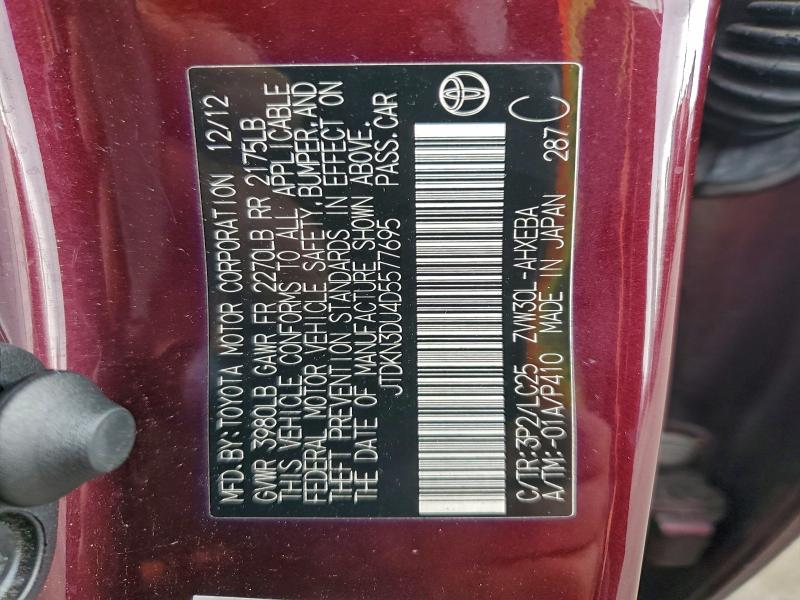 MFD.BY:TOYOTA MOTOR CORPORATION 12/12
GVWR 3980LB GAWR FR 2270LB RR 2175LB
THIS VEHICLE CONFORMS TO ALL APPLICABLE
FEDERAL MOTOR VEHICLE SAFETY,BUMPER,AND
THEFT PREVENTION STANDARDS IN EFFECT ON
THE DATE OF MANUFACTURE SHOWN ABOVE.
JTDKN3DU4D5577695 PASS.CAR
C/TR:3P2/LC25 ZVW30L-AHXEBA
A/TM:-01A/P410 MADE IN JAPAN 287 C